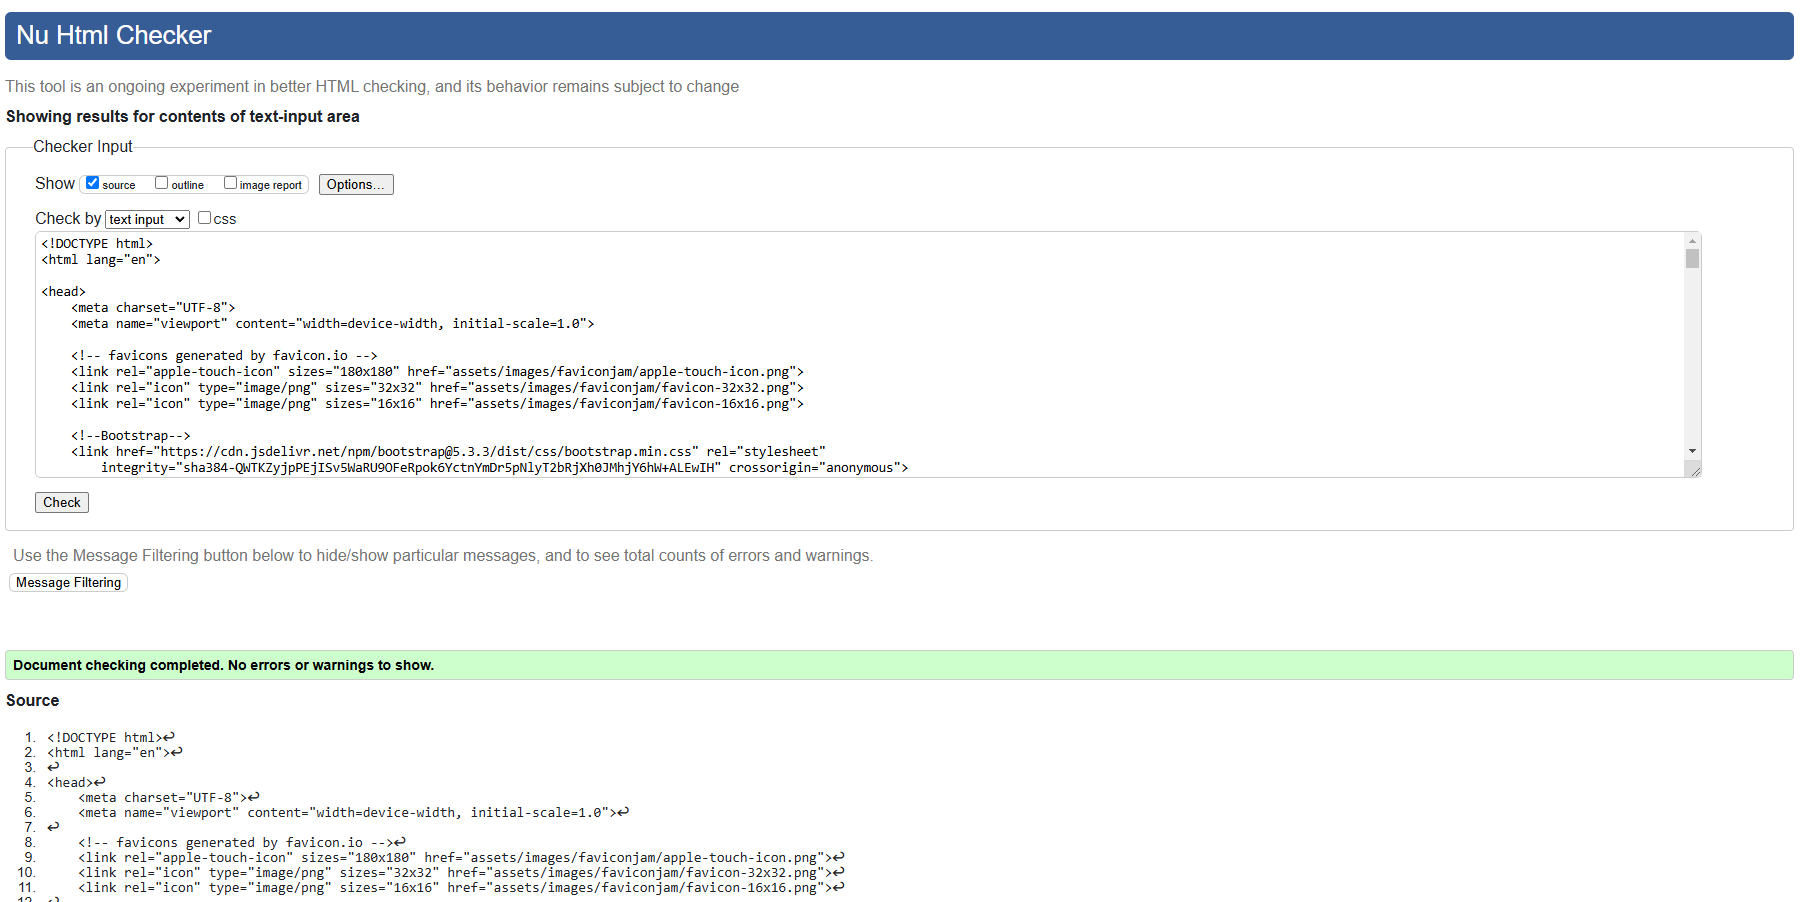 Nu Html Checker
This tool is an ongoing experiment in better HTML checking, and its behavior remains subject to change
Showing results for contents of text-input area
Checker Input
Show source outline image report Options...
Check by text input css
<!DOCTYPE html>
<html lang="en">
<head>
<meta charset="UTF-8">
<meta name="viewport" content="width=device-width, initial-scale=1.0">
<!-- favicons generated by favicon.io -->
<link rel="apple-touch-icon" sizes="180x180" href="assets/images/faviconjam/apple-touch-icon.png">
<link rel="icon" type="image/png" sizes="32x32" href="assets/images/faviconjam/favicon-32x32.png">
<link rel="icon" type="image/png" sizes="16x16" href="assets/images/faviconjam/favicon-16x16.png">
<!--Bootstrap-->
<link href="https://cdn.jsdelivr.net/npm/bootstrap@5.3.3/dist/css/bootstrap.min.css" rel="stylesheet"
integrity="sha384-QWTKZyjpPEjISv5WaRU9OFeRpok6YctnYmDr5pNlyT2bRjXh0JMhjY6hW+ALEwIH" crossorigin="anonymous">
Check
Use the Message Filtering button below to hide/show particular messages, and to see total counts of errors and warnings.
Message Filtering
Document checking completed. No errors or warnings to show.
Source
1. <!DOCTYPE html>↩
2. <html lang="en">↩
3. ↩
4. <head>↩
5. <meta charset="UTF-8">↩
6. <meta name="viewport" content="width=device-width, initial-scale=1.0">↩
7. ↩
8. <!-- favicons generated by favicon.io -->↩
9. <link rel="apple-touch-icon" sizes="180x180" href="assets/images/faviconjam/apple-touch-icon.png">↩
10. <link rel="icon" type="image/png" sizes="32x32" href="assets/images/faviconjam/favicon-32x32.png">↩
11. <link rel="icon" type="image/png" sizes="16x16" href="assets/images/faviconjam/favicon-16x16.png">↩
12. ↩